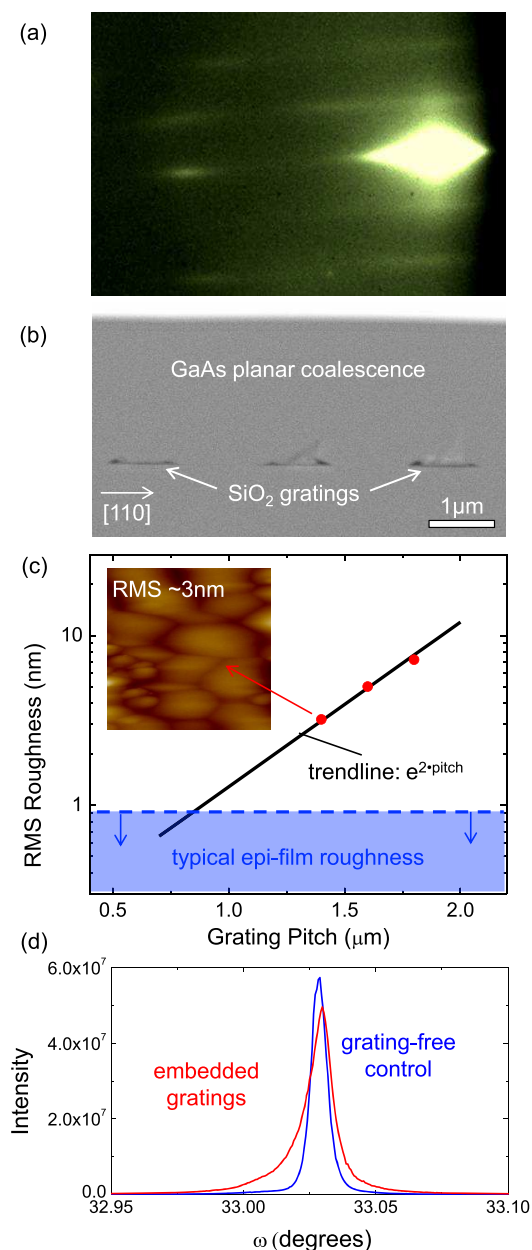 (a)
(b)
GaAs planar coalescence
SiO₂ gratings
[110]
1μm
(c)
RMS ~3nm
10
1
RMS Roughness (nm)
trendline: e^2•pitch
typical epi-film roughness
0.5 1.0 1.5 2.0
Grating Pitch (μm)
(d)
6.0x10⁷
4.0x10⁷
2.0x10⁷
0.0
Intensity
embedded
gratings
grating-free
control
32.95 33.00 33.05 33.10
ω (degrees)